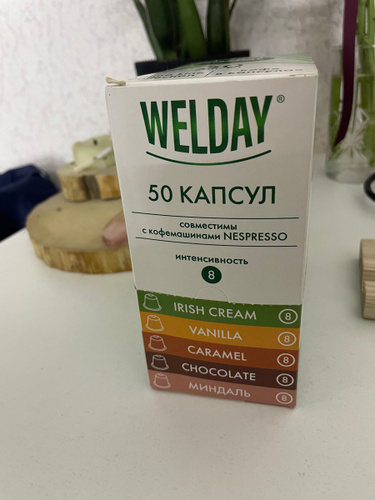 WELDAY®
50 КАПСУЛ
совместимы
с кофемашинами NESPRESSO
интенсивность
8
IRISH CREAM 8
VANILLA 8
CARAMEL 8
CHOCOLATE 8
МИНДАЛЬ 8